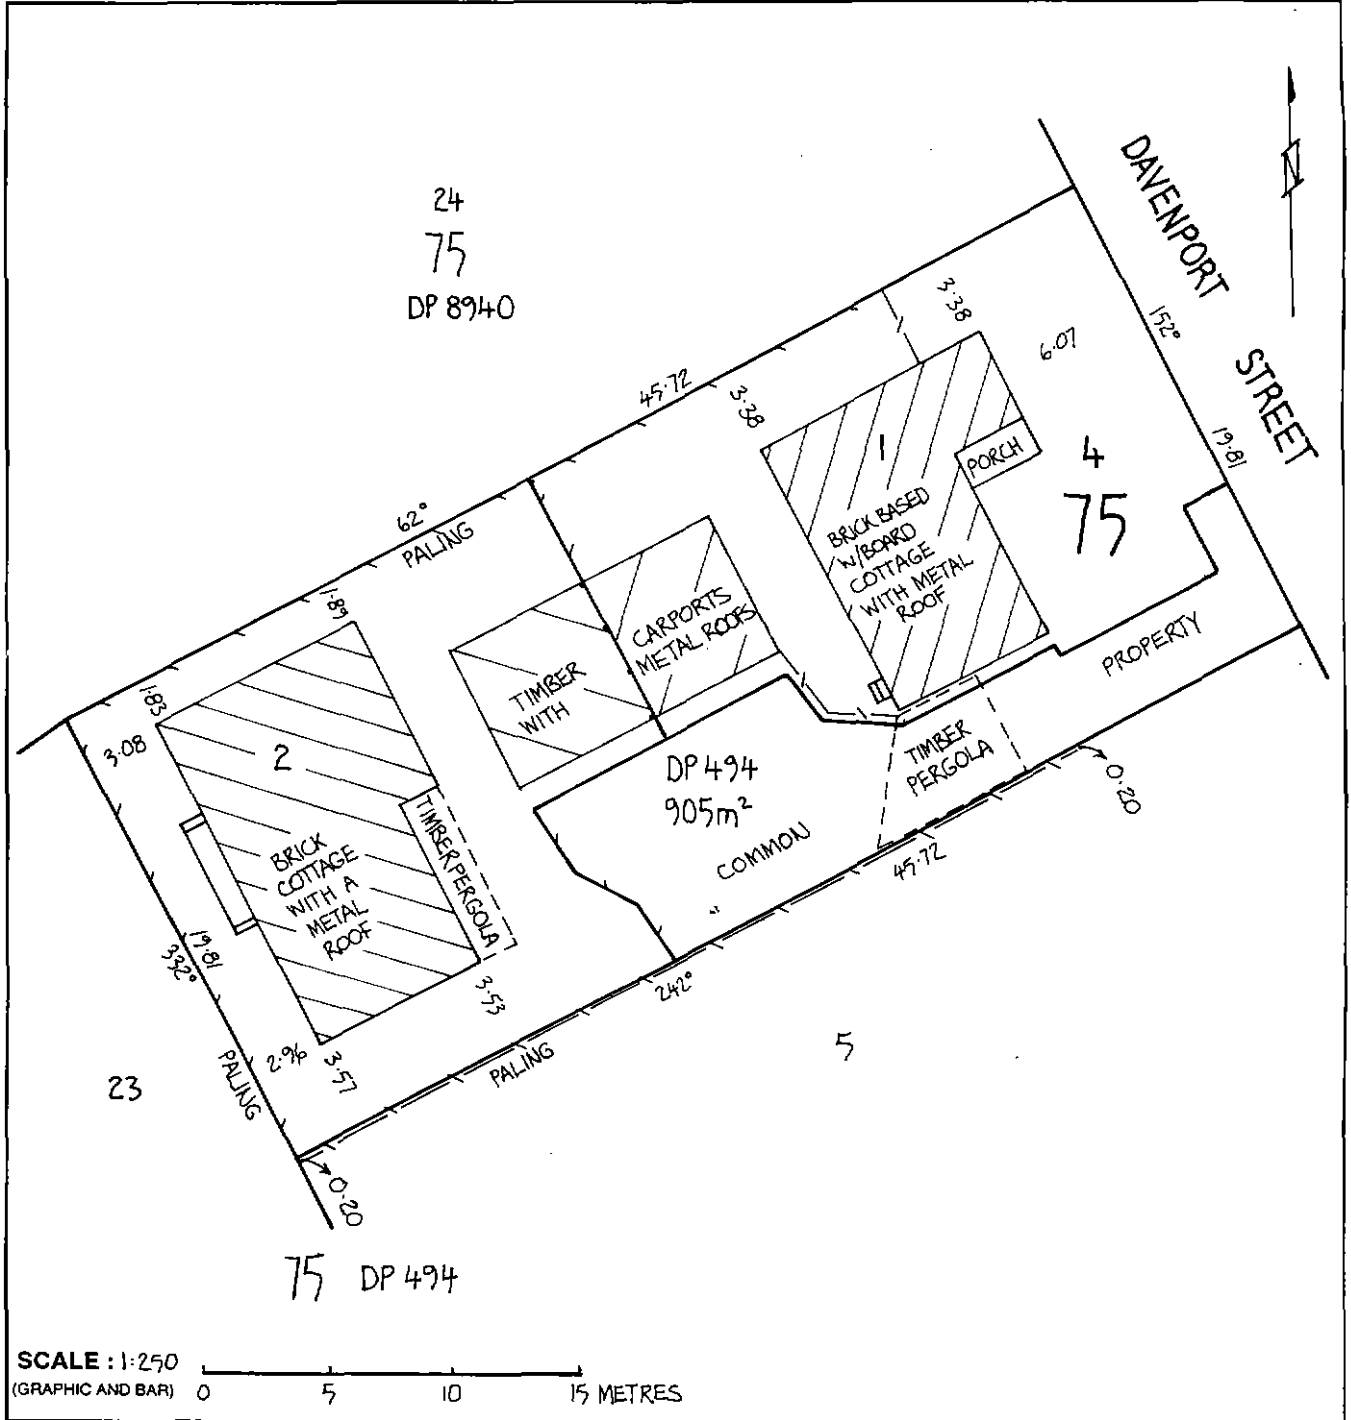 24
75
DP 8940
DAVENPORT
STREET
N
152°
19·81
3·38
6·07
45·72
3·38
1
PORCH
4
75
BRICK BASED
W/BOARD
COTTAGE
WITH METAL
ROOF
62°
PALING
1·89
CARPORTS
METAL ROOFS
TIMBER
WITH
PROPERTY
1·83
3·08
2
BRICK
COTTAGE
WITH A
METAL
ROOF
TIMBER PERGOLA
DP 494
905m²
COMMON
TIMBER
PERGOLA
0·20
45·72
19·81
332°
3·53
242°
5
PALING
2·96
3·57
PALING
23
0·20
75 DP 494
SCALE : 1:250
(GRAPHIC AND BAR) 0 5 10 15 METRES